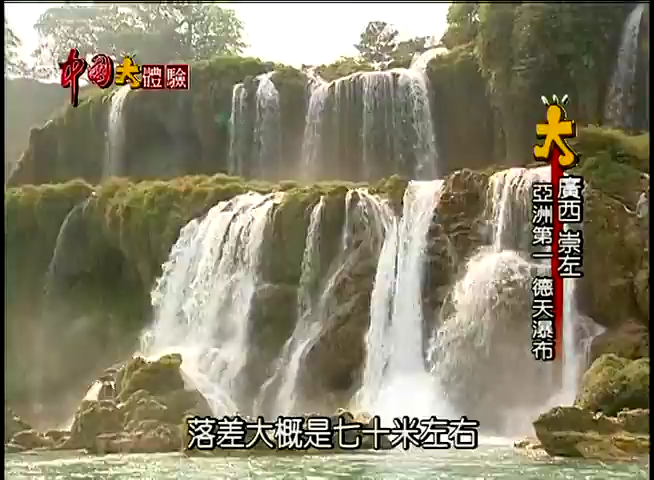 中國大體驗
大
廣西 崇左
亞洲第一 德天瀑布
落差大概是七十米左右